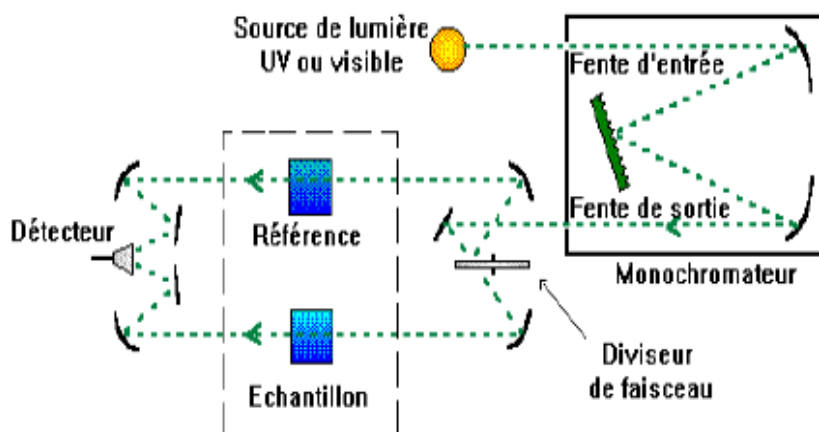 Source de lumière
UV ou visible
Fente d'entrée
Fente de sortie
Monochromateur
Détecteur
Référence
Echantillon
Diviseur
de faisceau